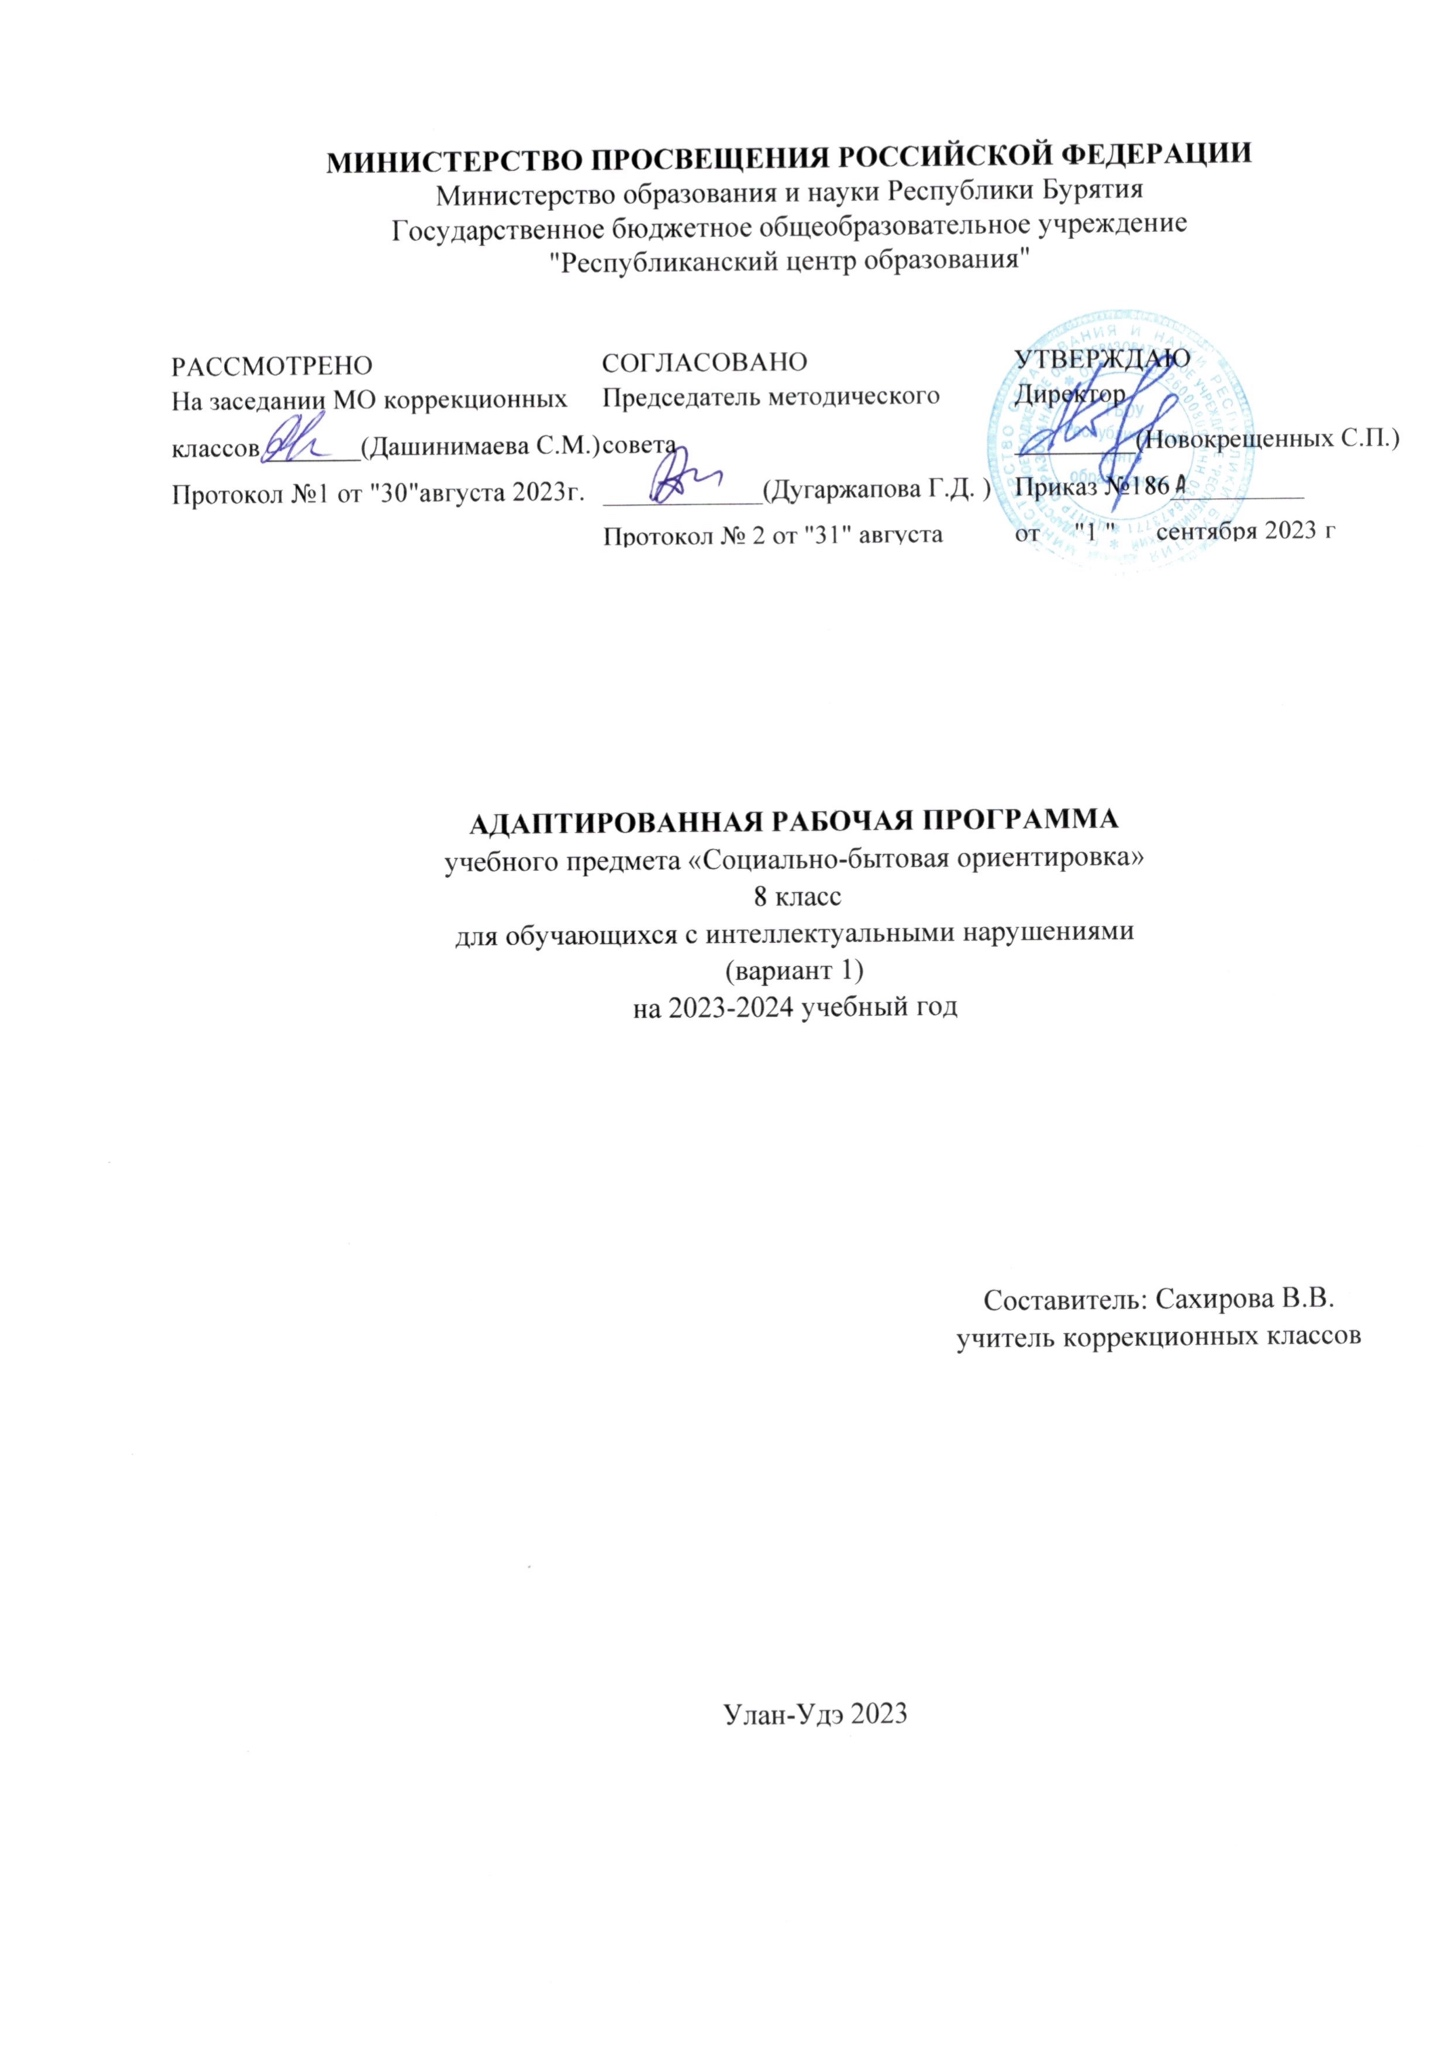 МИНИСТЕРСТВО ПРОСВЕЩЕНИЯ РОССИЙСКОЙ ФЕДЕРАЦИИ
Министерство образования и науки Республики Бурятия
Государственное бюджетное общеобразовательное учреждение
"Республиканский центр образования"
РАССМОТРЕНО
На заседании МО коррекционных
классов________(Дашинимаева С.М.)
Протокол №1 от "30"августа 2023г.
СОГЛАСОВАНО
Председатель методического
совета
____________(Дугаржапова Г.Д. )
Протокол № 2 от "31" августа
УТВЕРЖДАЮ
Директор
_________(Новокрещенных С.П.)
Приказ №186 А__________
от "1 " сентября 2023 г
АДАПТИРОВАННАЯ РАБОЧАЯ ПРОГРАММА
учебного предмета «Социально-бытовая ориентировка»
8 класс
для обучающихся с интеллектуальными нарушениями
(вариант 1)
на 2023-2024 учебный год
Составитель: Сахирова В.В.
учитель коррекционных классов
Улан-Удэ 2023